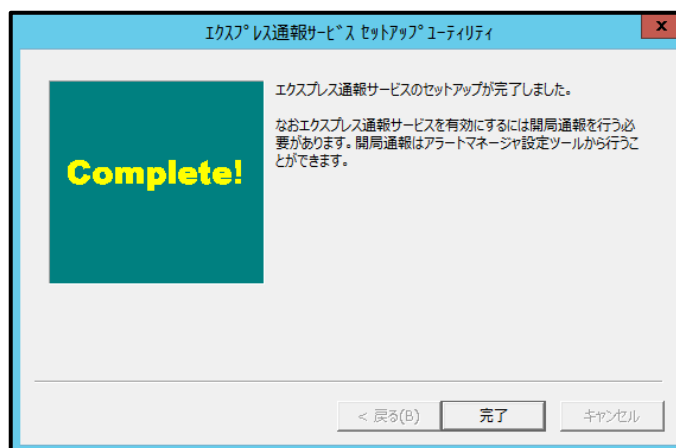 ｴｸｽﾌﾟﾚｽ通報ｻｰﾋﾞｽ ｾｯﾄｱｯﾌﾟﾕｰﾃｨﾘﾃｨ
x
エクスプレス通報サービスのセットアップが完了しました。
なおエクスプレス通報サービスを有効にするには開局通報を行う必
要があります。開局通報はアラートマネージャ設定ツールから行うこ
とができます。
Complete!
< 戻る(B)
完了
キャンセル